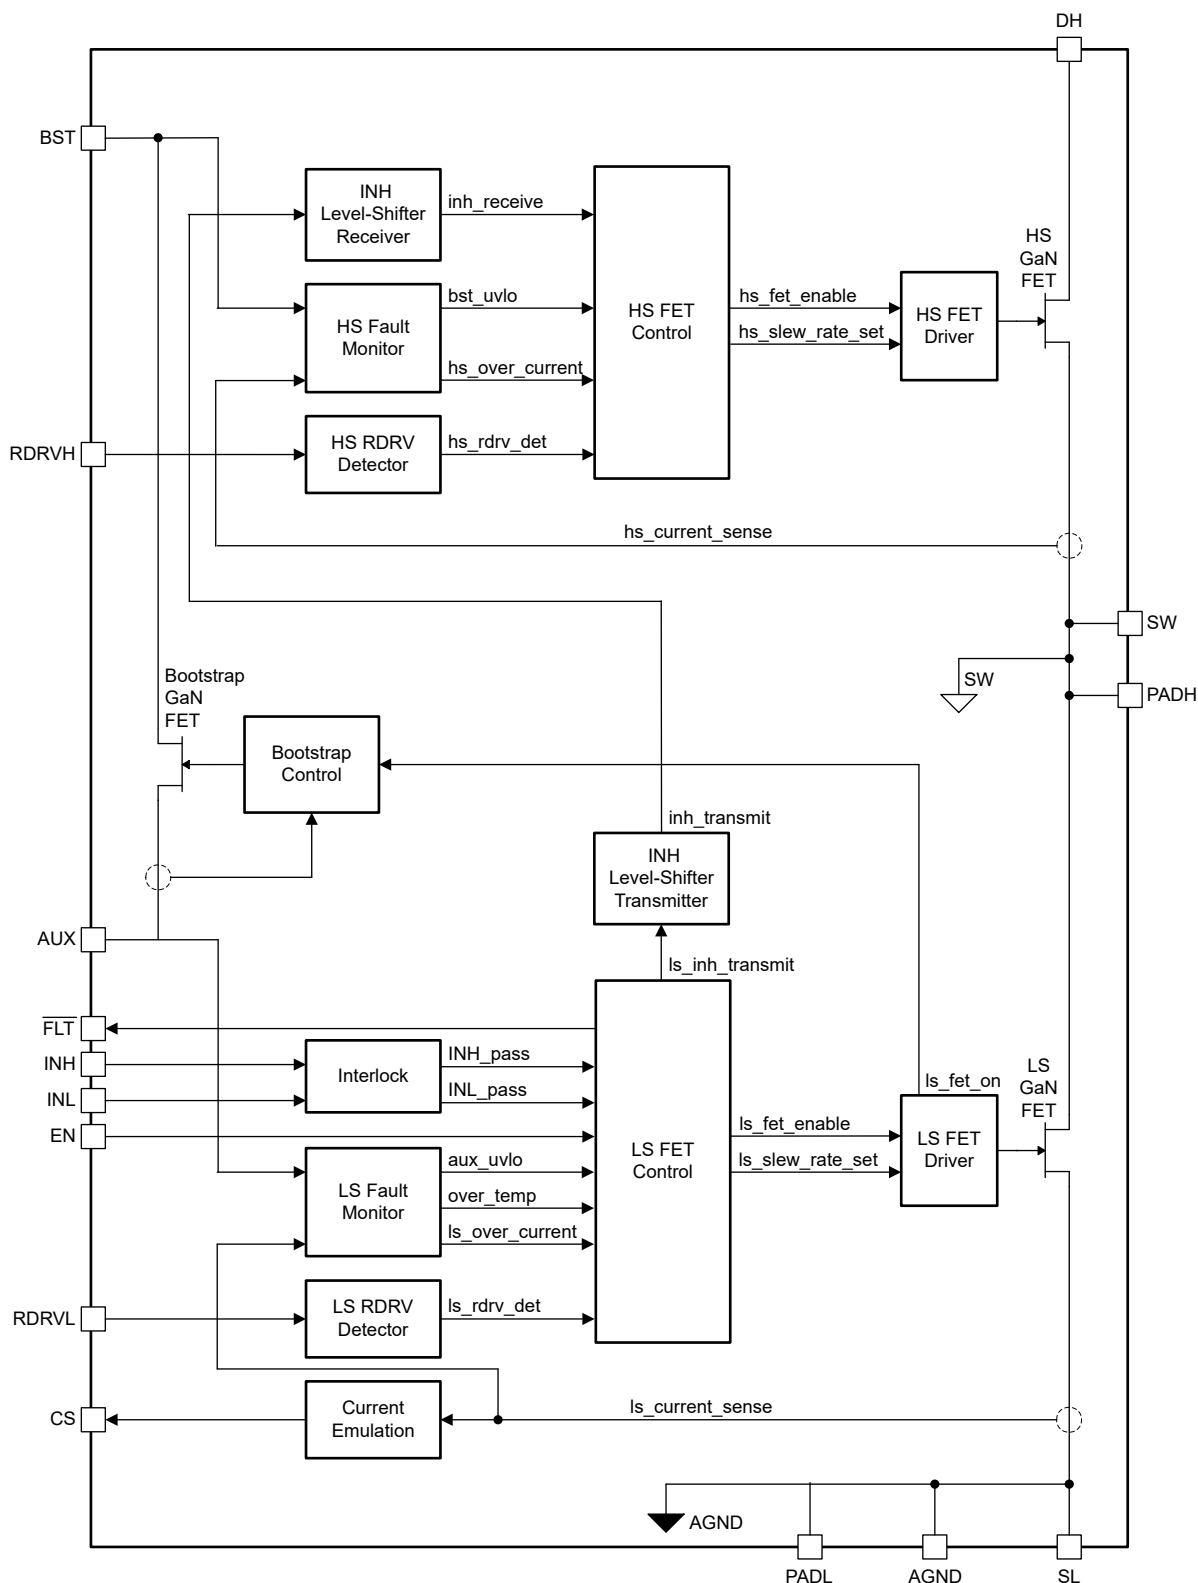 DH
BST
INH
Level-Shifter
Receiver
inh_receive
HS FET
Control
HS
GaN
FET
HS Fault
Monitor
bst_uvlo
hs_over_current
hs_fet_enable
hs_slew_rate_set
HS FET
Driver
RDRVH
HS RDRV
Detector
hs_rdrv_det
hs_current_sense
SW
SW
PADH
Bootstrap
GaN
FET
Bootstrap
Control
inh_transmit
INH
Level-Shifter
Transmitter
AUX
ls_inh_transmit
FLT
INH
INL
EN
Interlock
INH_pass
INL_pass
LS FET
Control
ls_fet_on
LS
GaN
FET
ls_fet_enable
ls_slew_rate_set
LS FET
Driver
LS Fault
Monitor
aux_uvlo
over_temp
ls_over_current
RDRVL
LS RDRV
Detector
ls_rdrv_det
CS
Current
Emulation
ls_current_sense
AGND
PADL
AGND
SL